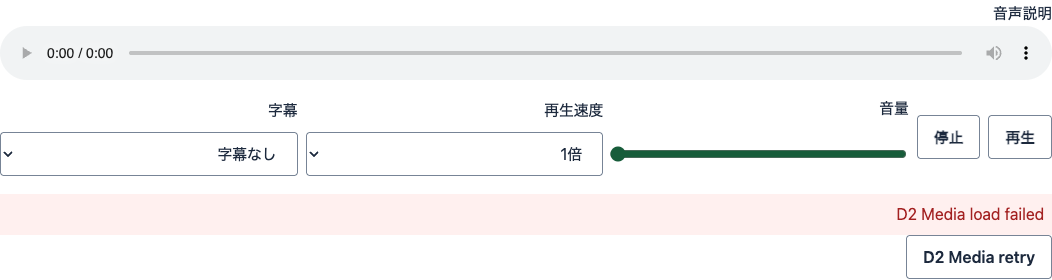 音声説明
0:00 / 0:00
字幕
字幕なし
再生速度
1倍
音量
停止
再生
D2 Media load failed
D2 Media retry